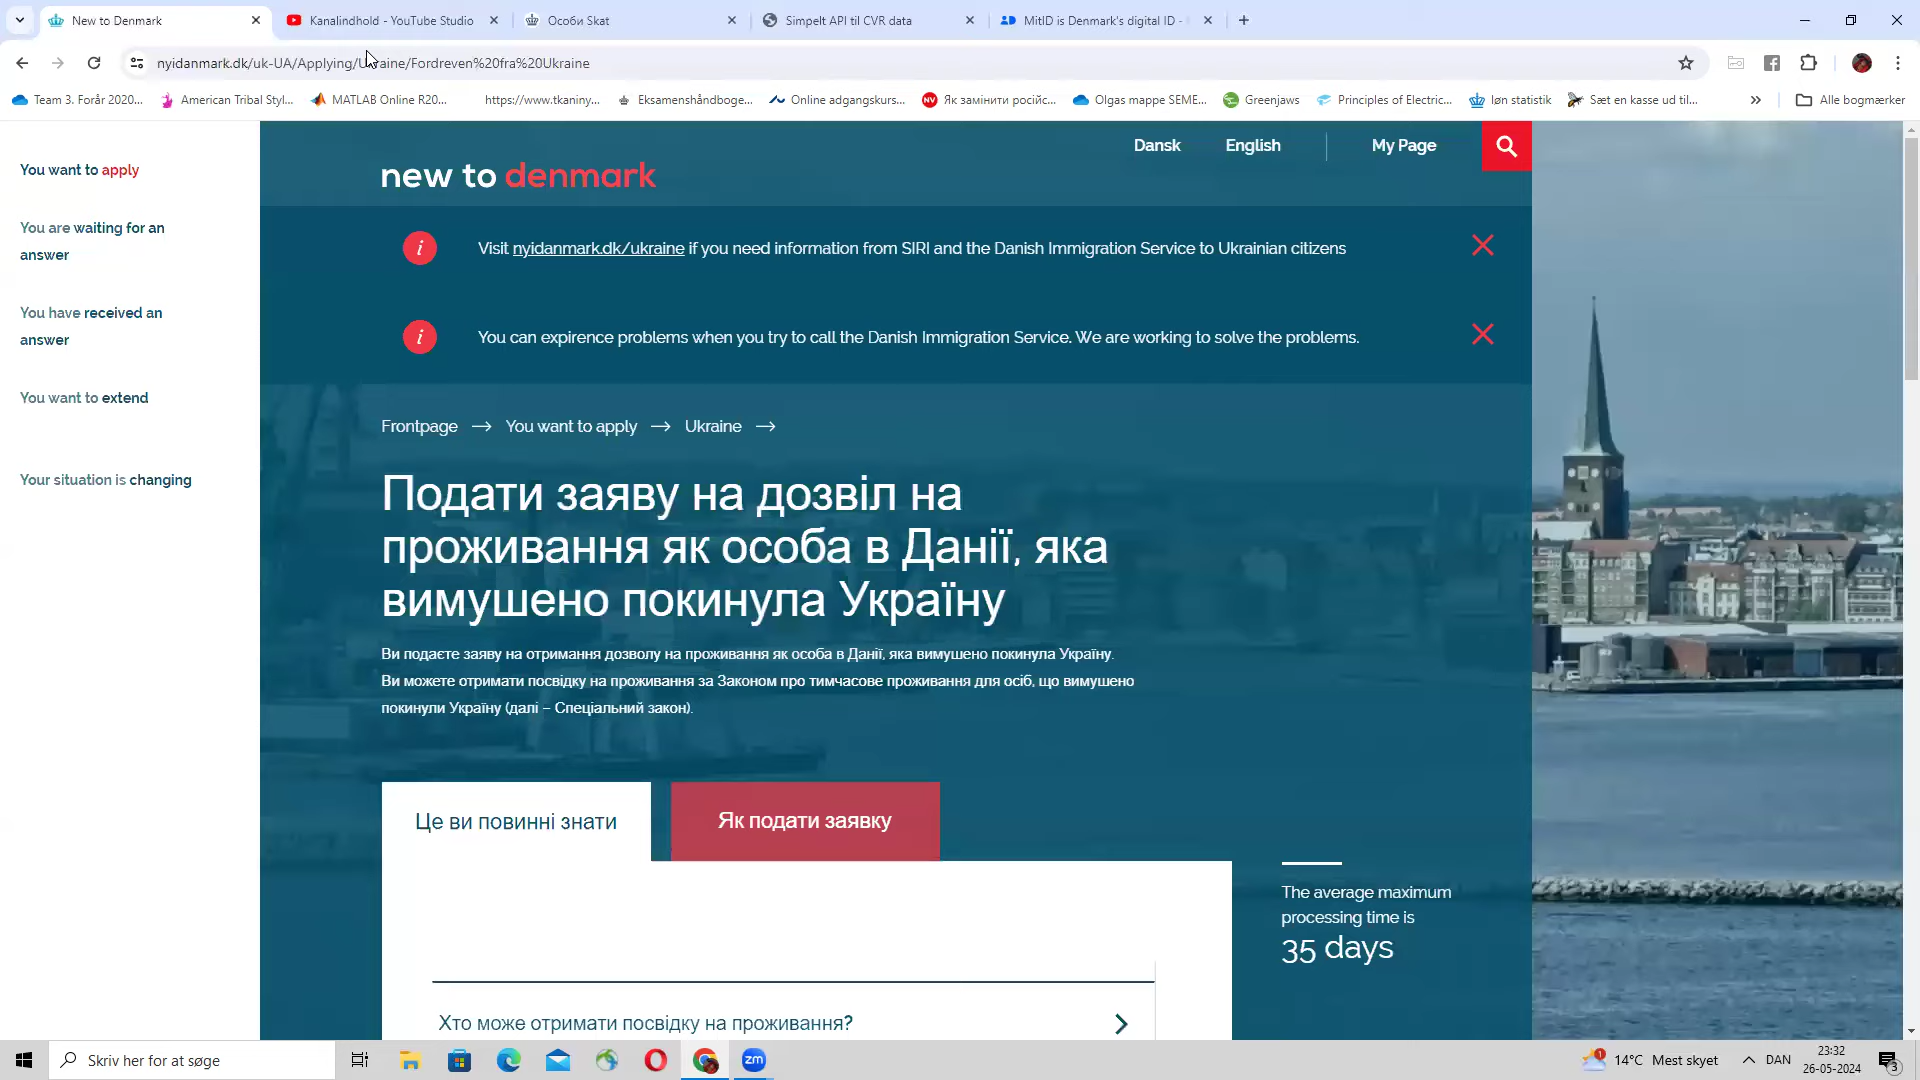 New to Denmark
Kanalindhold - YouTube Studio
Особи Skat
Simpelt API til CVR data
MitID is Denmark's digital ID -
nyidanmark.dk/uk-UA/Applying/Ukraine/Fordreven%20fra%20Ukraine
Team 3. Forår 2020...
American Tribal Styl...
MATLAB Online R20...
https://www.tkaniny...
Eksamenshåndboge...
Online adgangskurs...
Як замінити російс...
Olgas mappe SEME...
Greenjaws
Principles of Electric...
løn statistik
Sæt en kasse ud til...
Alle bogmærker
You want to apply
You are waiting for an
answer
You have received an
answer
You want to extend
Your situation is changing
Dansk
English
My Page
new to denmark
Visit nyidanmark.dk/ukraine if you need information from SIRI and the Danish Immigration Service to Ukrainian citizens
You can expirence problems when you try to call the Danish Immigration Service. We are working to solve the problems.
Frontpage → You want to apply → Ukraine →
Подати заяву на дозвіл на
проживання як особа в Данії, яка
вимушено покинула Україну
Ви подаєте заяву на отримання дозволу на проживання як особа в Данії, яка вимушено покинула Україну.
Ви можете отримати посвідку на проживання за Законом про тимчасове проживання для осіб, що вимушено
покинули Україну (далі – Спеціальний закон).
Це ви повинні знати
Як подати заявку
The average maximum
processing time is
35 days
Хто може отримати посвідку на проживання?
Skriv her for at søge
zm
1
14°C Mest skyet
DAN
23:32
26-05-2024
3